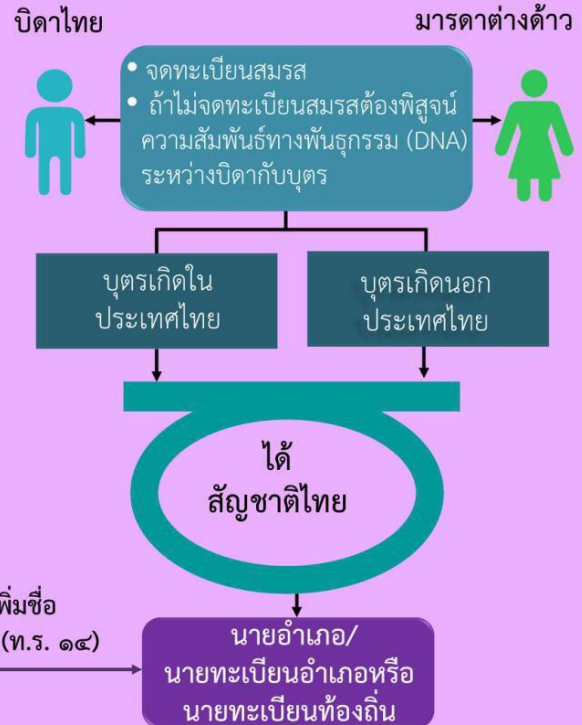 บิดาไทย
มารดาต่างด้าว
• จดทะเบียนสมรส
• ถ้าไม่จดทะเบียนสมรสต้องพิสูจน์
ความสัมพันธ์ทางพันธุกรรม (DNA)
ระหว่างบิดากับบุตร
บุตรเกิดใน
ประเทศไทย
บุตรเกิดนอก
ประเทศไทย
ได้
สัญชาติไทย
พิ่มชื่อ
(ท.ร. ๑๔)
นายอำเภอ/
นายทะเบียนอำเภอหรือ
นายทะเบียนท้องถิ่น